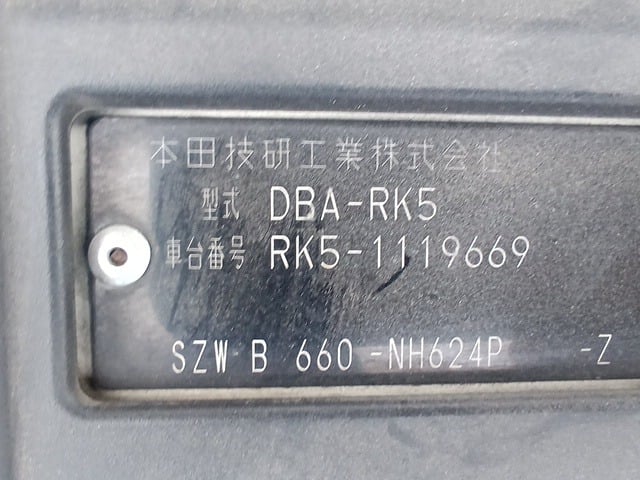 本田技研工業株式会社
型式 DBA-RK5
車台番号 RK5-1119669
SZW B 660 -NH624P -Z